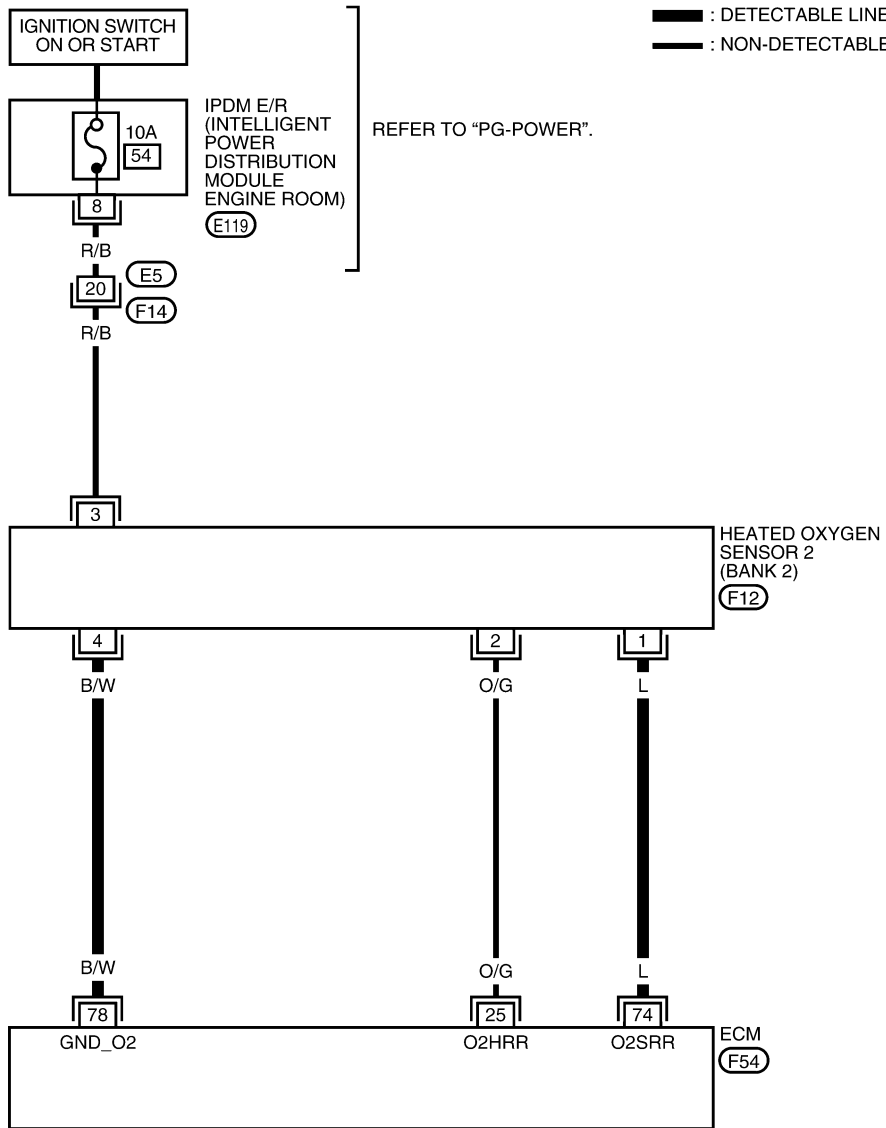 IGNITION SWITCH
ON OR START
: DETECTABLE LINE
: NON-DETECTABLE
10A
54
IPDM E/R
(INTELLIGENT
POWER
DISTRIBUTION
MODULE
ENGINE ROOM)
E119
REFER TO “PG-POWER”.
8
R/B
E5
20
F14
R/B
3
HEATED OXYGEN
SENSOR 2
(BANK 2)
F12
4 2 1
B/W O/G L
B/W O/G L
78 25 74
GND_O2 O2HRR O2SRR
ECM
F54